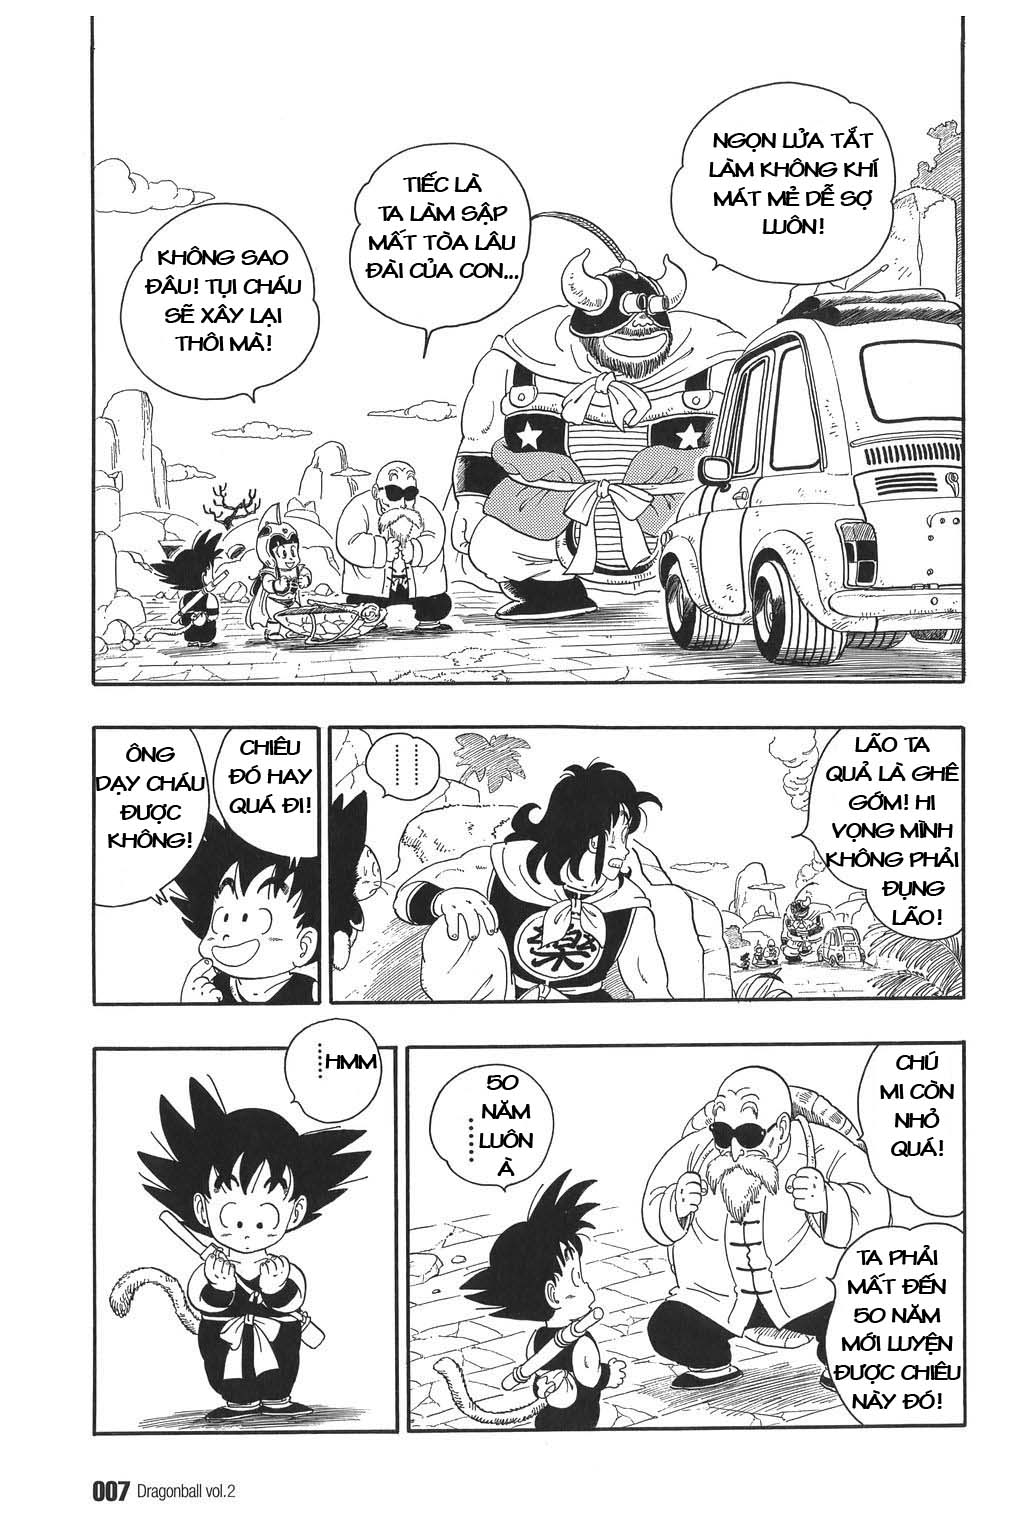 NGỌN LỬA TẮT
LÀM KHÔNG KHÍ
MÁT MẺ DỄ SỢ
LUÔN!
TIẾC LÀ
TA LÀM SẬP
MẤT TÒA LÂU
ĐÀI CỦA CON...
KHÔNG SAO
ĐÂU! TỤI CHÁU
SẼ XÂY LẠI
THÔI MÀ!
LÃO TA
QUẢ LÀ GHÊ
GỚM! HI
VỌNG MÌNH
KHÔNG PHẢI
ĐỤNG
LÃO!
......
......
樂
CHIÊU
ĐÓ HAY
QUÁ ĐI!
ÔNG
DẠY CHÁU
ĐƯỢC
KHÔNG!
CHÚ
MI CÒN
NHỎ
QUÁ!
TA PHẢI
MẤT ĐẾN
50 NĂM
MỚI LUYỆN
ĐƯỢC CHIÊU
NÀY ĐÓ!
50
NĂM
LUÔN
À
......
HMM
......
007 Dragonball vol.2